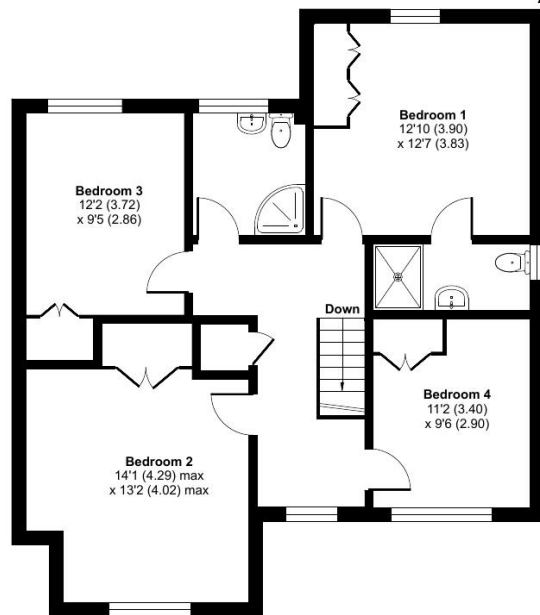 Bedroom 1
12'10 (3.90)
x 12'7 (3.83)
Bedroom 3
12'2 (3.72)
x 9'5 (2.86)
Down
Bedroom 4
11'2 (3.40)
x 9'6 (2.90)
Bedroom 2
14'1 (4.29) max
x 13'2 (4.02) max